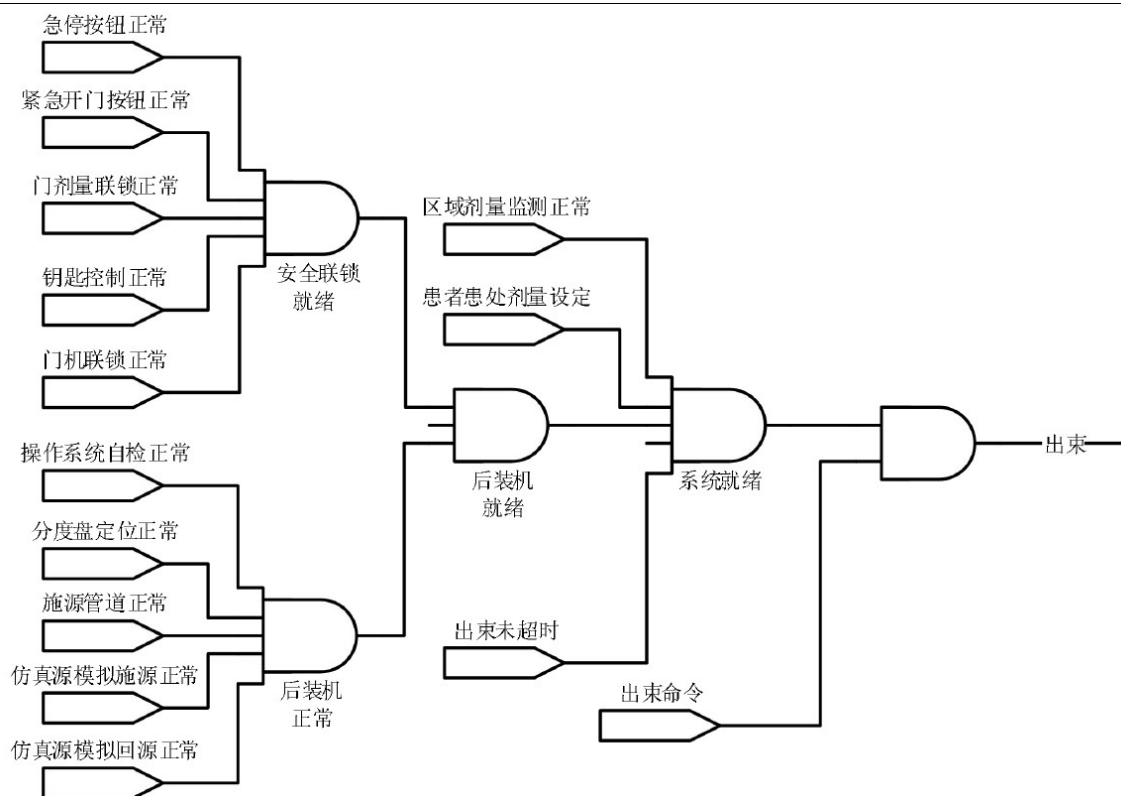 急停按钮正常
紧急开门按钮正常
门剂量联锁正常
钥匙控制正常
门机联锁正常
安全联锁
就绪
操作系统自检正常
分度盘定位正常
施源管道正常
仿真源模拟施源正常
仿真源模拟回源正常
后装机
正常
区域剂量监测正常
患者患处剂量设定
后装机
就绪
出束未超时
系统就绪
出束命令
出束